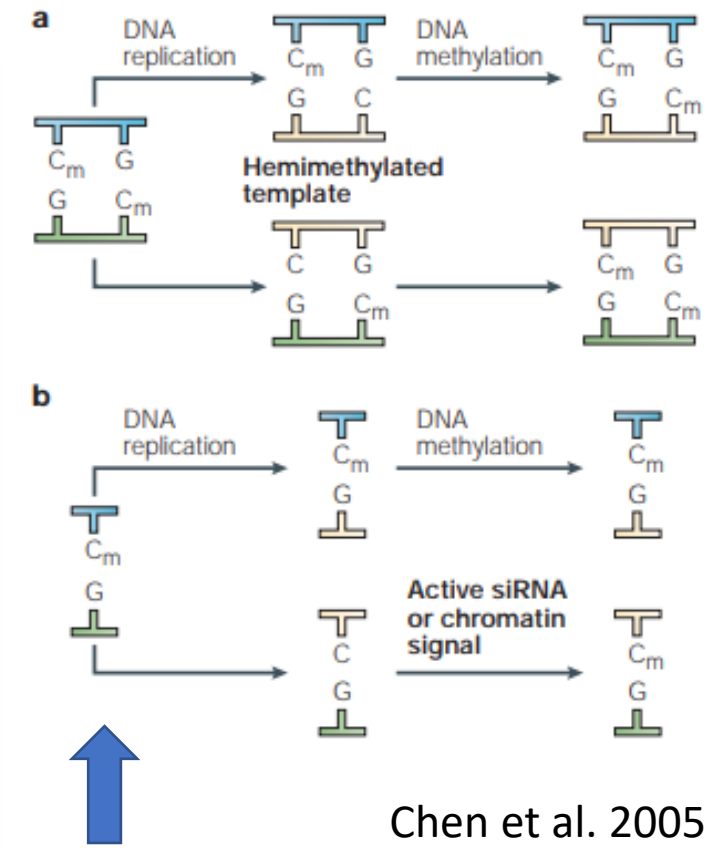 a
DNA
replication
DNA
methylation
Cm G
G C
Cm G
G Cm
Cm G
G Cm
Hemimethylated
template
C G
G Cm
Cm G
G Cm
b
DNA
replication
DNA
methylation
Cm
G
Cm
G
Cm
G
Active siRNA
or chromatin
signal
C
G
Cm
G
Chen et al. 2005